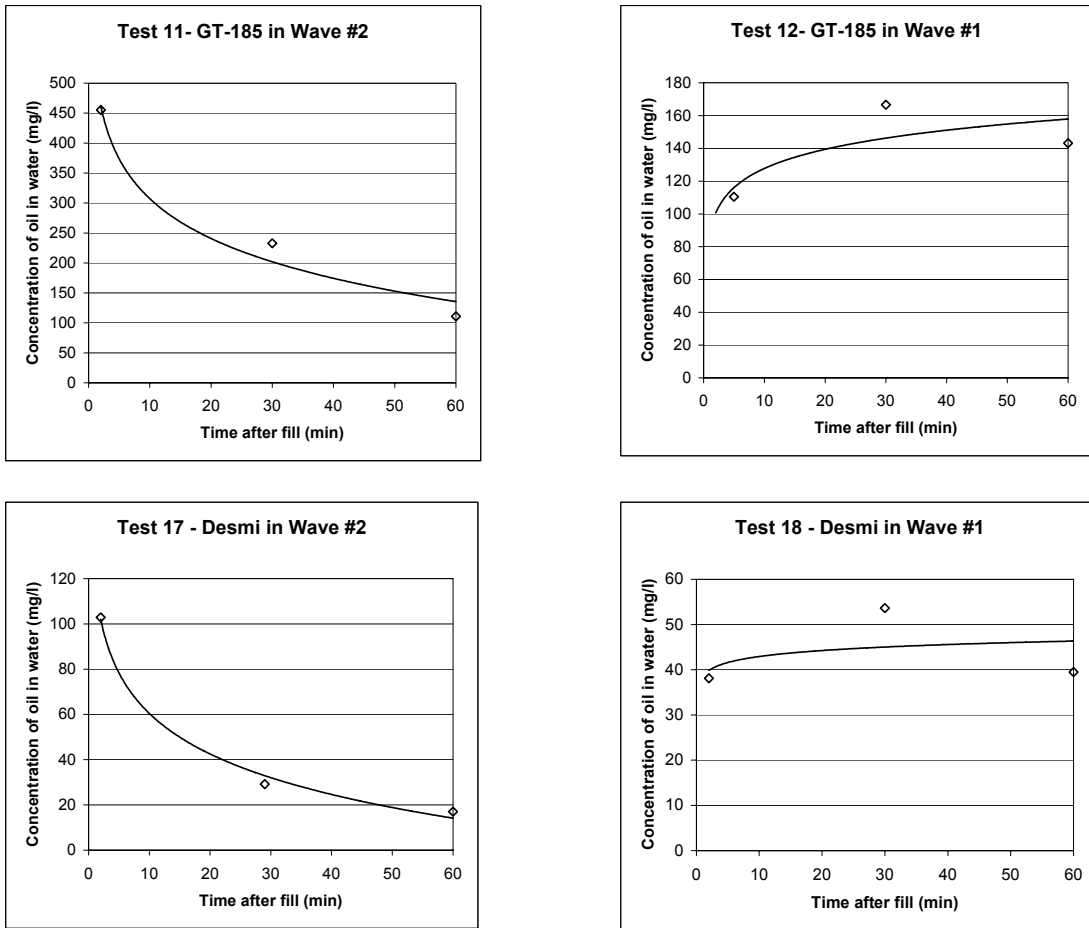 Test 11- GT-185 in Wave #2
Concentration of oil in water (mg/l)
500
450
400
350
300
250
200
150
100
50
0
0 10 20 30 40 50 60
Time after fill (min)
Test 12- GT-185 in Wave #1
Concentration of oil in water (mg/l)
180
160
140
120
100
80
60
40
20
0
0 10 20 30 40 50 60
Time after fill (min)
Test 17 - Desmi in Wave #2
Concentration of oil in water (mg/l)
120
100
80
60
40
20
0
0 10 20 30 40 50 60
Time after fill (min)
Test 18 - Desmi in Wave #1
Concentration of oil in water (mg/l)
60
50
40
30
20
10
0
0 10 20 30 40 50 60
Time after fill (min)